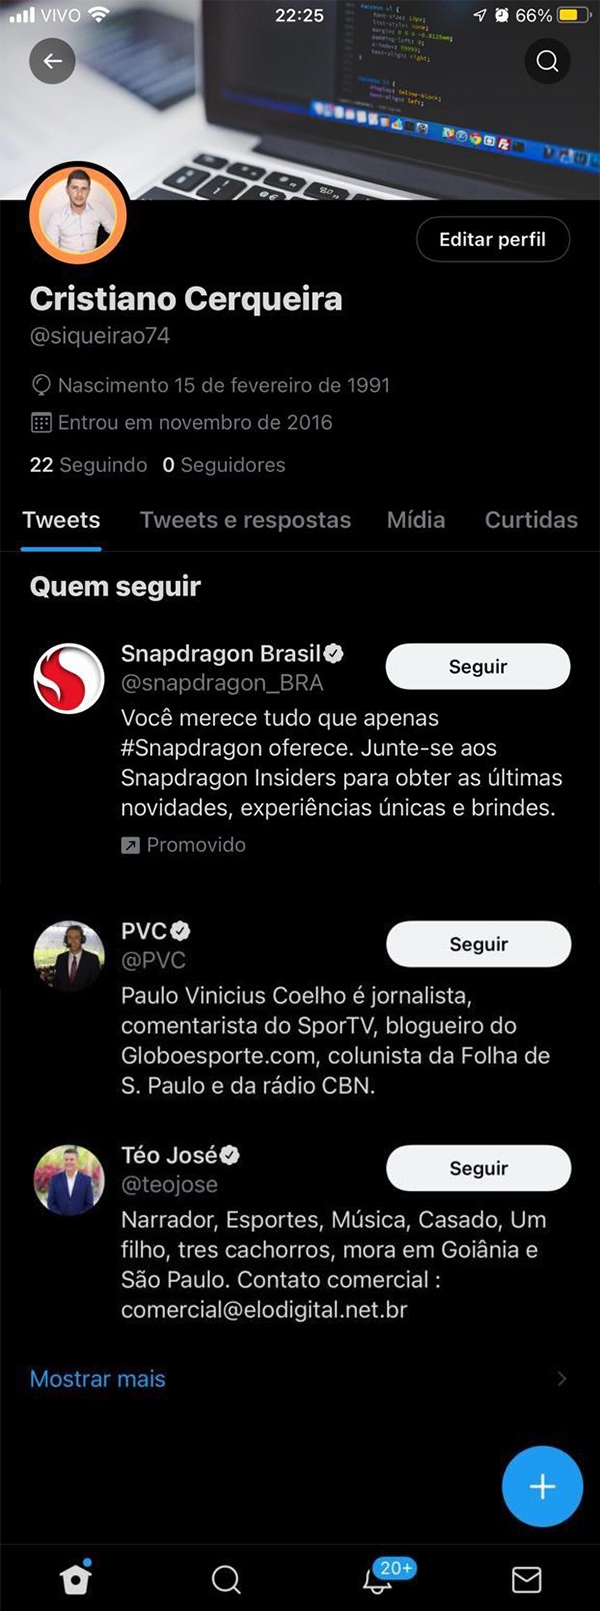 VIVO 22:25 66%
Editar perfil
Cristiano Cerqueira
@siqueirao74
Nascimento 15 de fevereiro de 1991
Entrou em novembro de 2016
22 Seguindo 0 Seguidores
Tweets Tweets e respostas Mídia Curtidas
Quem seguir
Snapdragon Brasil
Seguir
@snapdragon_BRA
Você merece tudo que apenas
#Snapdragon oferece. Junte-se aos
Snapdragon Insiders para obter as últimas
novidades, experiências únicas e brindes.
Promovido
PVC
Seguir
@PVC
Paulo Vinicius Coelho é jornalista,
comentarista do SporTV, blogueiro do
Globoesporte.com, colunista da Folha de
S. Paulo e da rádio CBN.
Téo José
Seguir
@teojose
Narrador, Esportes, Música, Casado, Um
filho, tres cachorros, mora em Goiânia e
São Paulo. Contato comercial :
comercial@elodigital.net.br
Mostrar mais
20+